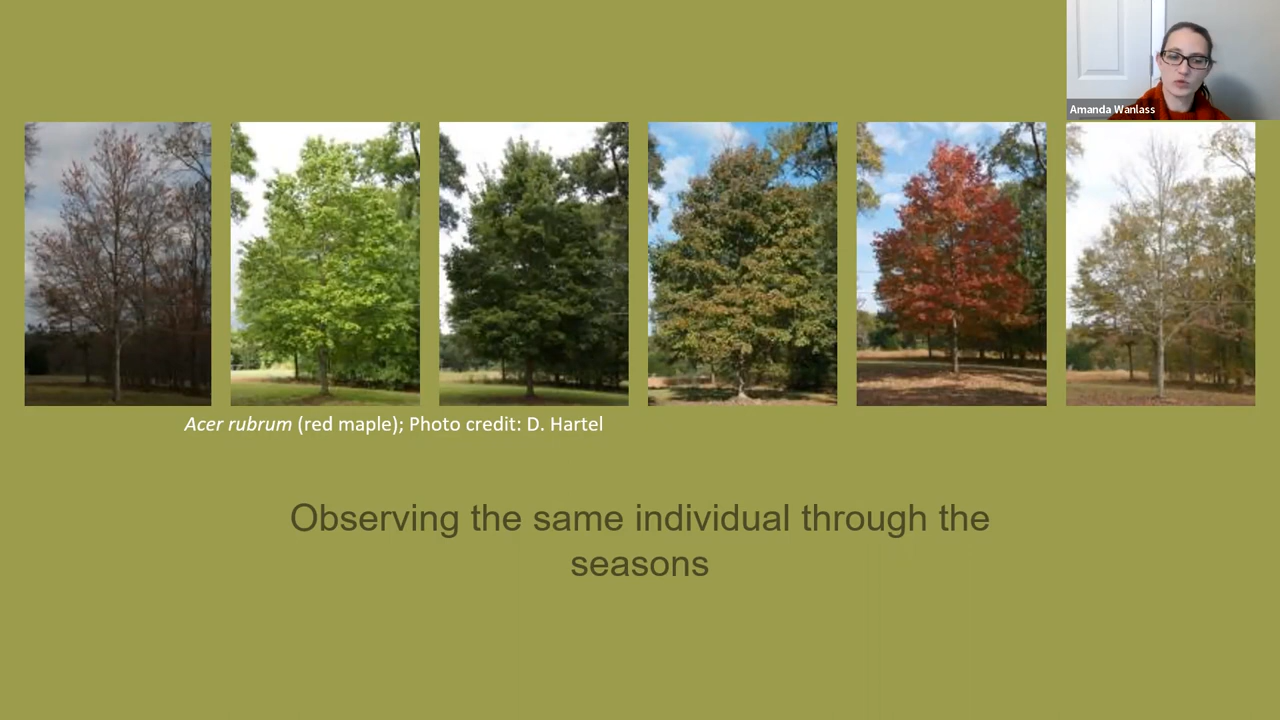 Amanda Wanlass
Acer rubrum (red maple); Photo credit: D. Hartel
Observing the same individual through the
seasons